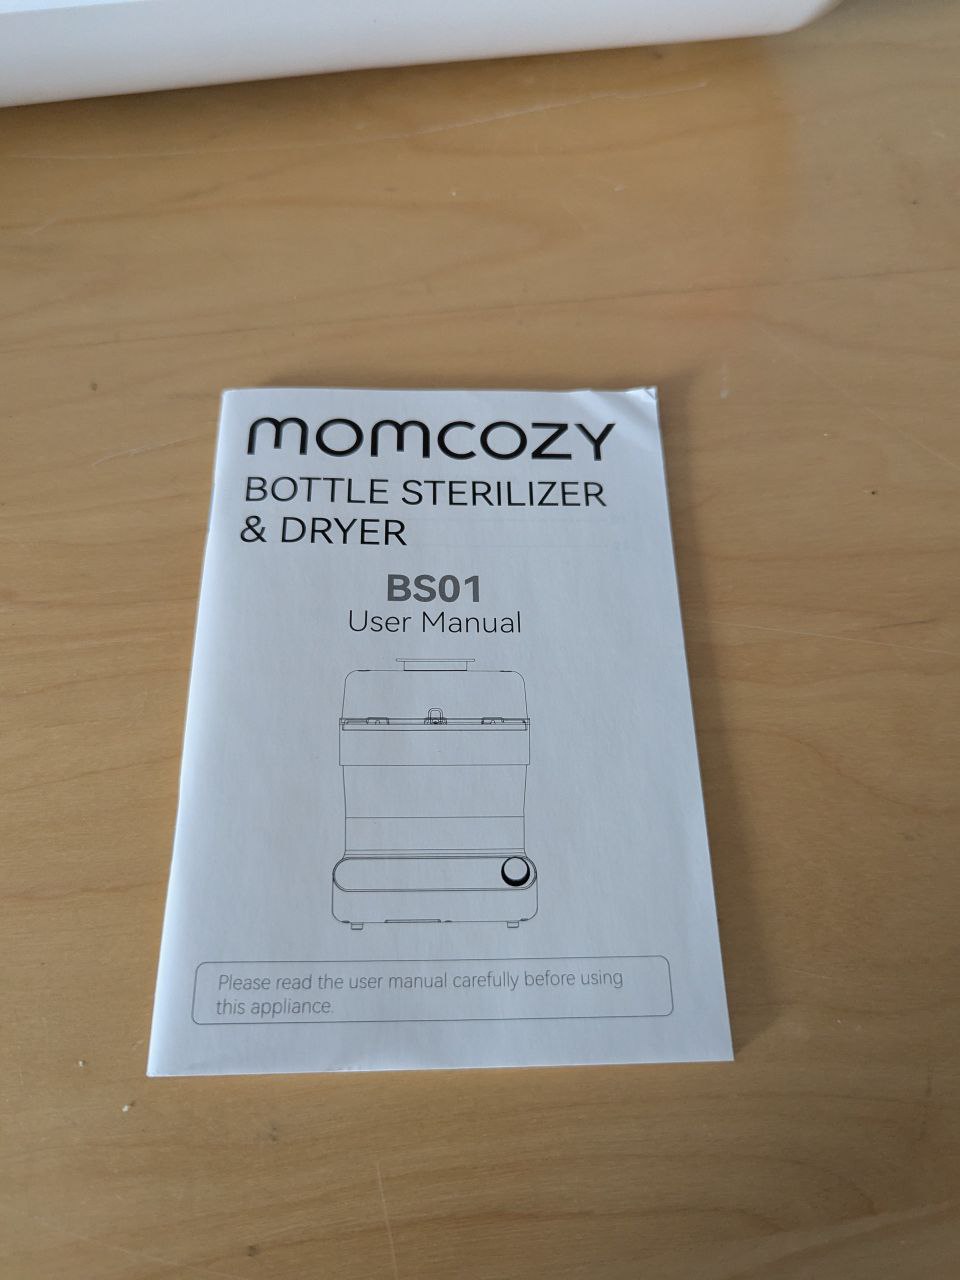 momcozy
BOTTLE STERILIZER
& DRYER
BS01
User Manual
Please read the user manual carefully before using
this appliance.